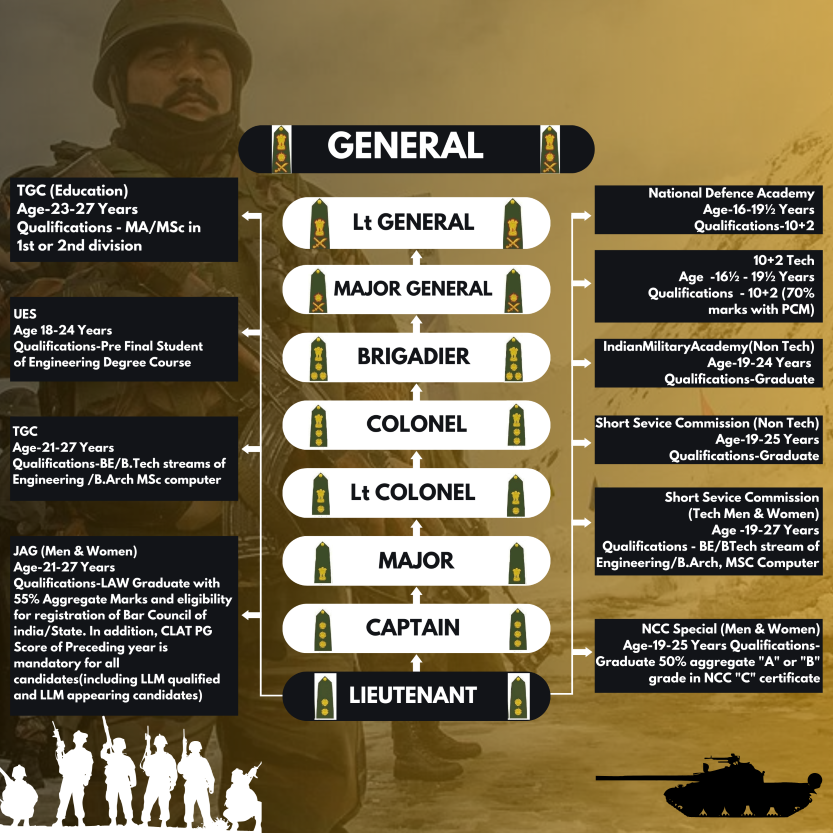 GENERAL
TGC (Education)
Age-23-27 Years
Qualifications - MA/MSc in
1st or 2nd division
UES
Age 18-24 Years
Qualifications-Pre Final Student
of Engineering Degree Course
TGC
Age-21-27 Years
Qualifications-BE/B.Tech streams of
Engineering /B.Arch MSc computer
JAG (Men & Women)
Age-21-27 Years
Qualifications-LAW Graduate with
55% Aggregate Marks and eligibility
for registration of Bar Council of
india/State. In addition, CLAT PG
Score of Preceding year is
mandatory for all
candidates(including LLM qualified
and LLM appearing candidates)
Lt GENERAL
MAJOR GENERAL
BRIGADIER
COLONEL
Lt COLONEL
MAJOR
CAPTAIN
LIEUTENANT
National Defence Academy
Age-16-19½ Years
Qualifications-10+2
10+2 Tech
Age -16½ - 19½ Years
Qualifications - 10+2 (70%
marks with PCM)
IndianMilitaryAcademy(Non Tech)
Age-19-24 Years
Qualifications-Graduate
Short Sevice Commission (Non Tech)
Age-19-25 Years
Qualifications-Graduate
Short Sevice Commission
(Tech Men & Women)
Age -19-27 Years
Qualifications - BE/BTech stream of
Engineering/B.Arch, MSC Computer
NCC Special (Men & Women)
Age-19-25 Years Qualifications-
Graduate 50% aggregate "A" or "B"
grade in NCC "C" certificate